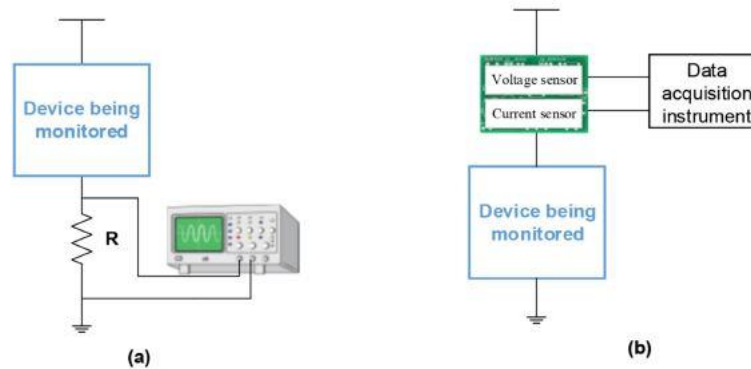 Device being
monitored
R
(a)
Voltage sensor
Current sensor
Data
acquisition
instrument
Device being
monitored
(b)